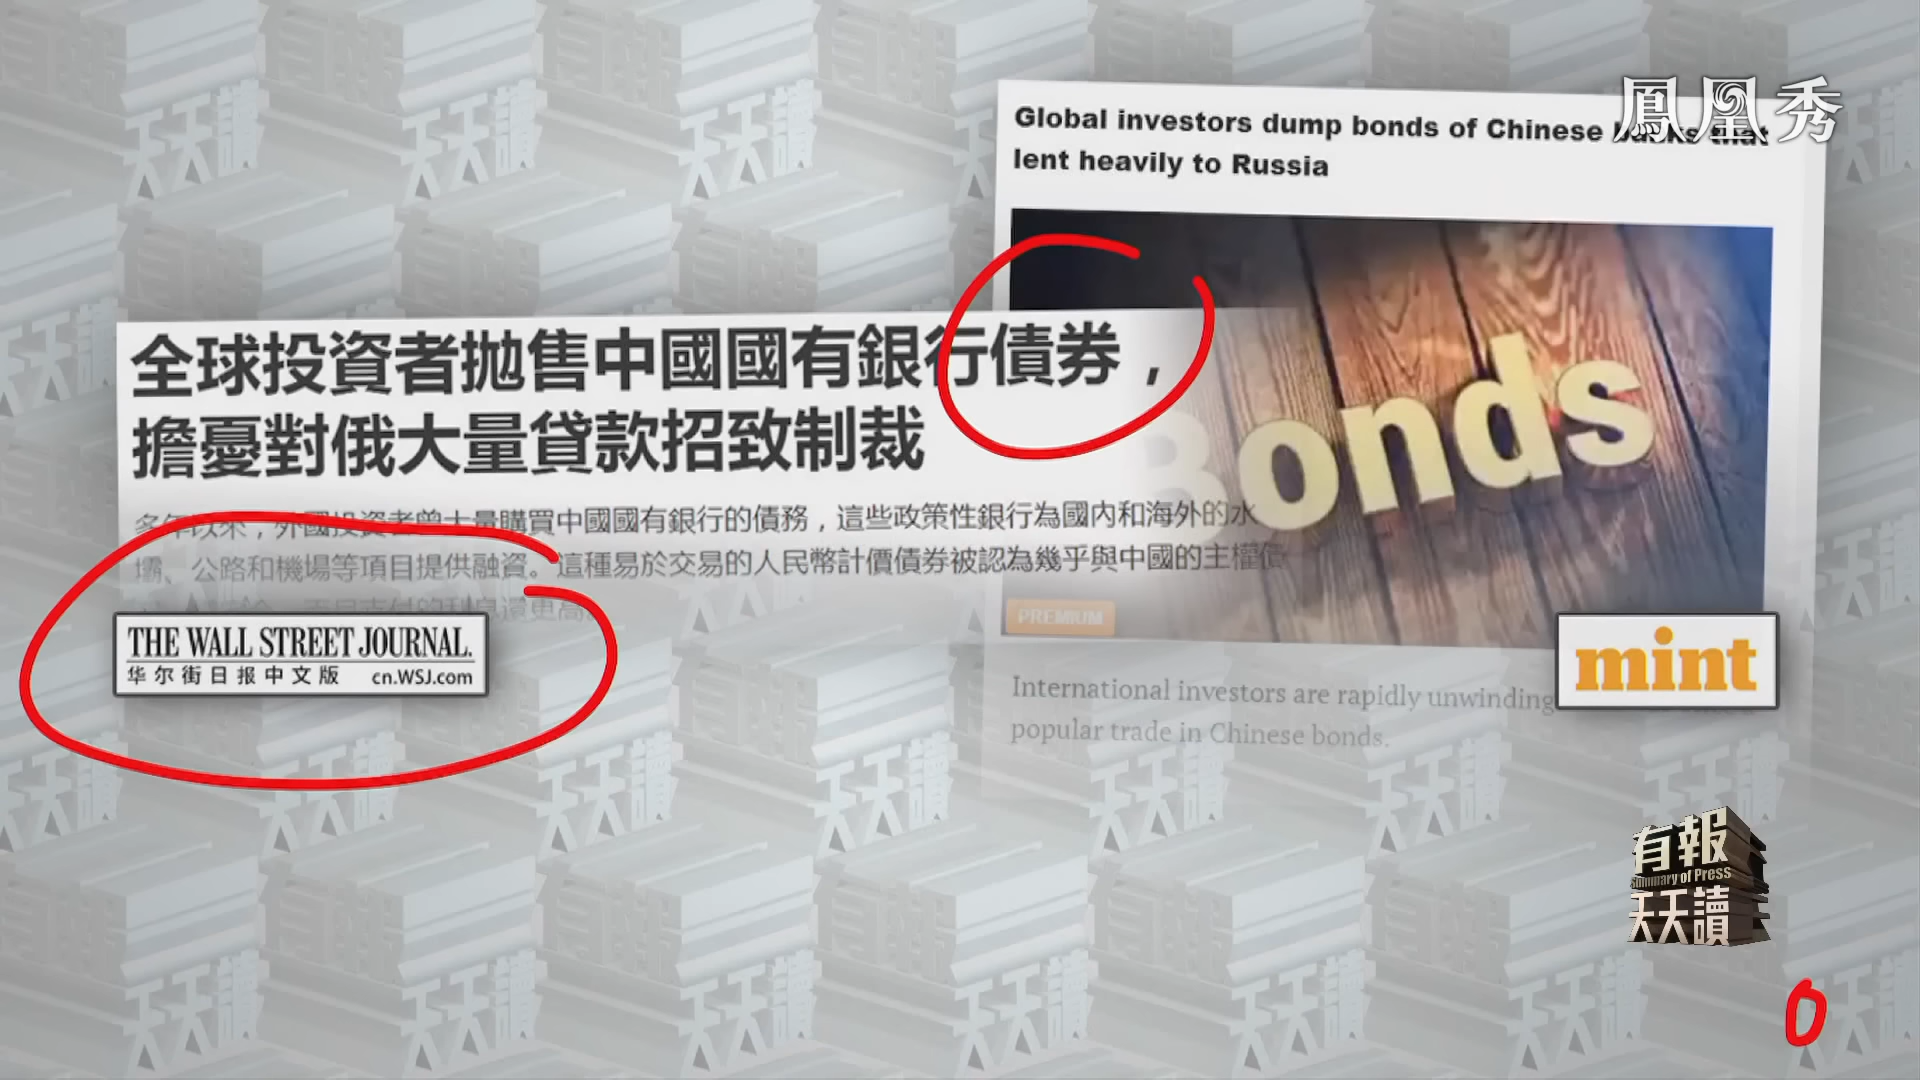 鳳凰秀
Global investors dump bonds of Chinese banks that
lent heavily to Russia
全球投資者拋售中國國有銀行債券，
擔憂對俄大量貸款招致制裁
Bonds
多年以來，外國投資者曾大量購買中國國有銀行的債務，這些政策性銀行為國內和海外的水
壩、公路和機場等項目提供融資。這種易於交易的人民幣計價債券被認為幾乎與中國的主權債
PREMIUM
THE WALL STREET JOURNAL.
华尔街日报中文版 cn.WSJ.com
mint
International investors are rapidly unwinding
popular trade in Chinese bonds.
有報
Summary of Press
天天讀
0